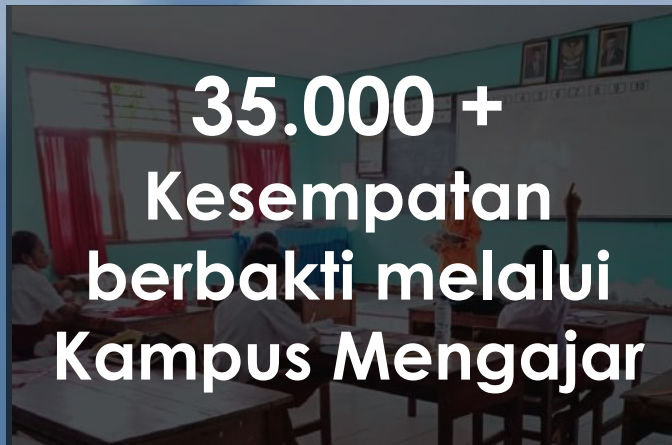 35.000 +
Kesempatan
berbakti melalui
Kampus Mengajar